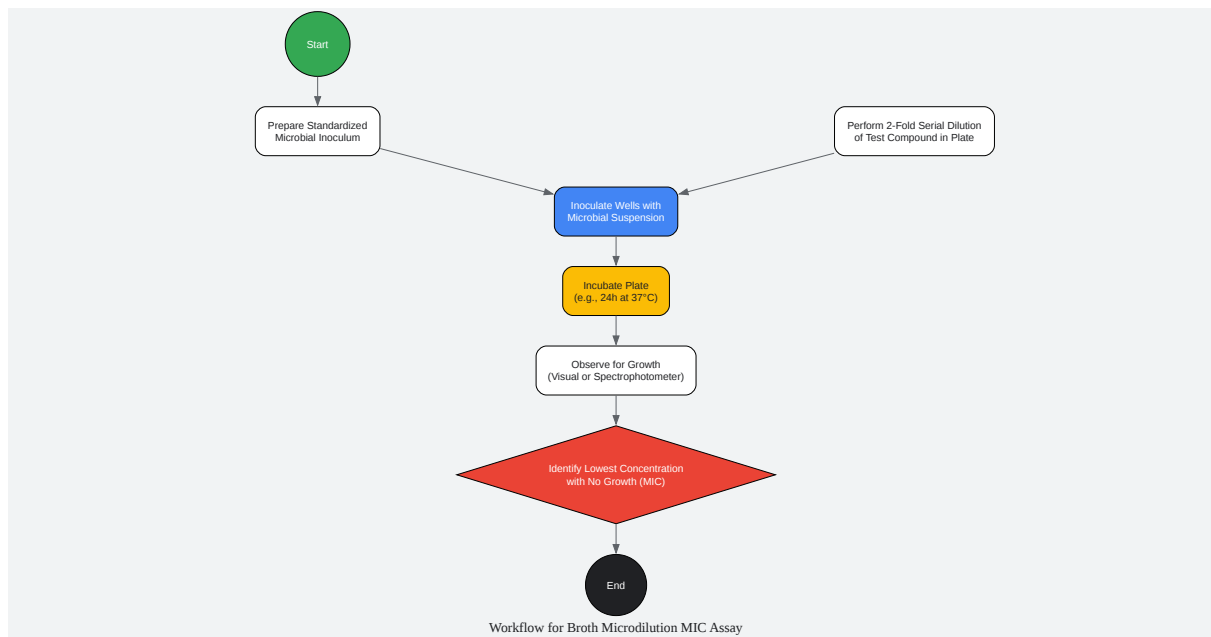 Start
Prepare Standardized
Microbial Inoculum
Perform 2-Fold Serial Dilution
of Test Compound in Plate
Inoculate Wells with
Microbial Suspension
Incubate Plate
(e.g., 24h at 37°C)
Observe for Growth
(Visual or Spectrophotometer)
Identify Lowest Concentration
with No Growth (MIC)
End
Workflow for Broth Microdilution MIC Assay